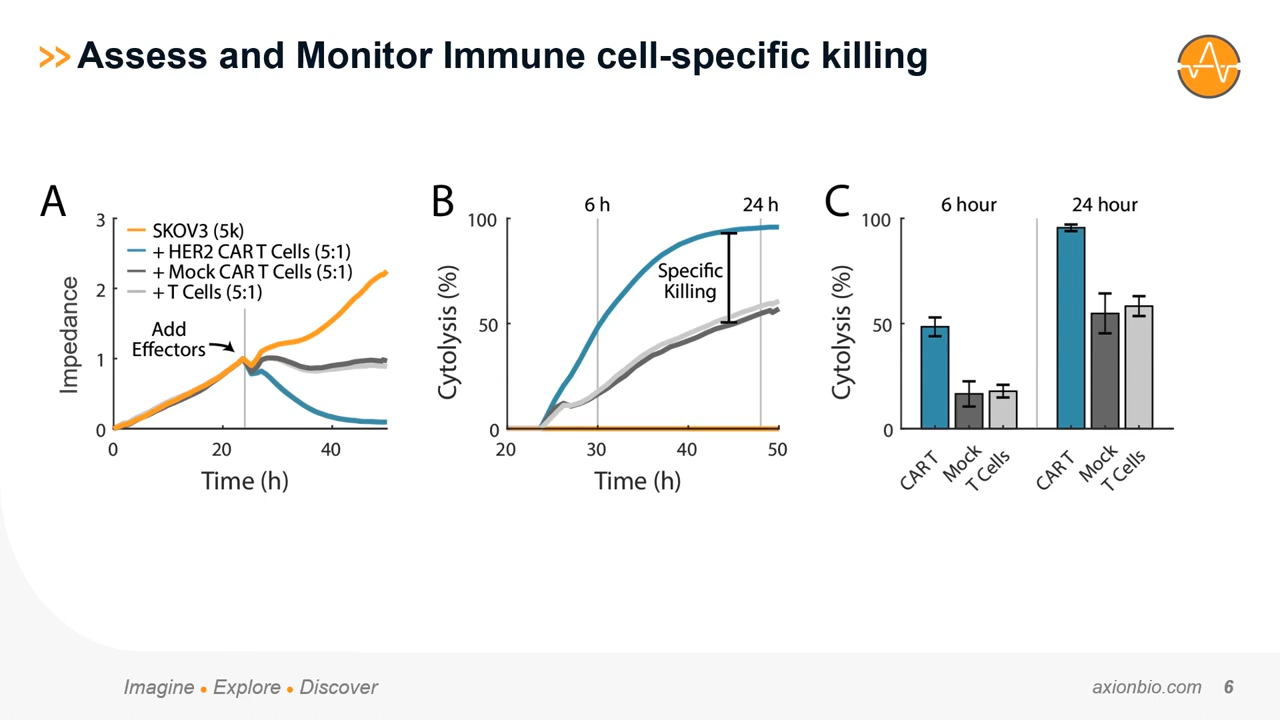 >> Assess and Monitor Immune cell-specific killing
A
3
2
1
0
Impedance
SKOV3 (5k)
+ HER2 CAR T Cells (5:1)
+ Mock CAR T Cells (5:1)
+ T Cells (5:1)
Add
Effectors
0 20 40
Time (h)
B
6 h 24 h
100
50
0
Cytolysis (%)
Specific
Killing
20 30 40 50
Time (h)
C
6 hour 24 hour
100
50
0
Cytolysis (%)
CAR T Mock T Cells CAR T Mock T Cells
Imagine • Explore • Discover
axionbio.com 6